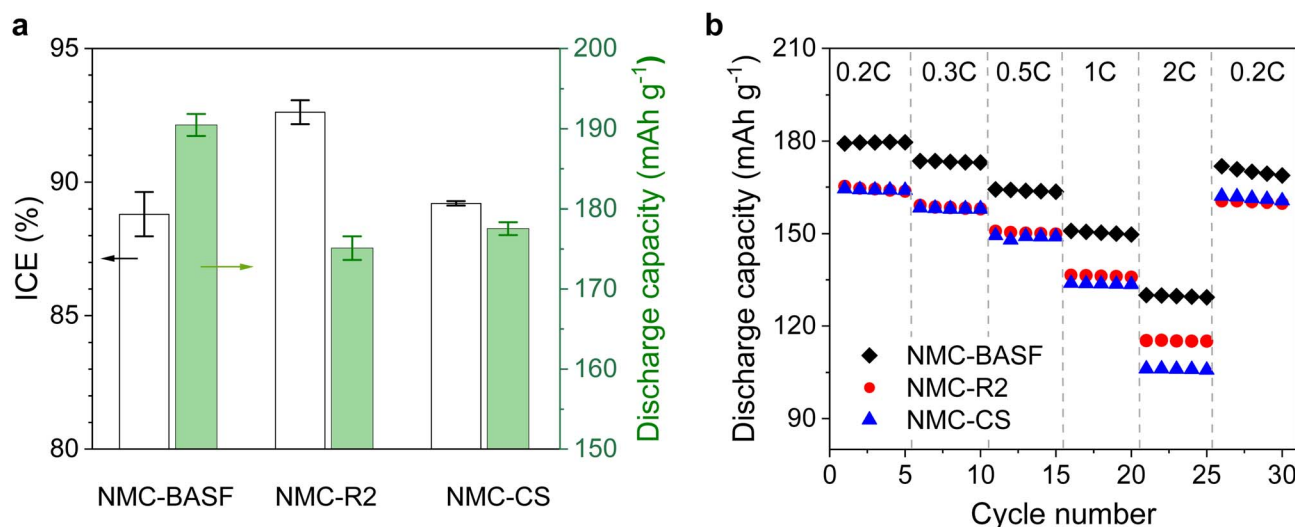 a
95
90
85
80
ICE (%)
200
190
180
170
160
150
Discharge capacity (mAh g⁻¹)
NMC-BASF NMC-R2 NMC-CS
b
210
180
150
120
90
Discharge capacity (mAh g⁻¹)
0.2C 0.3C 0.5C 1C 2C 0.2C
NMC-BASF
NMC-R2
NMC-CS
0 5 10 15 20 25 30
Cycle number